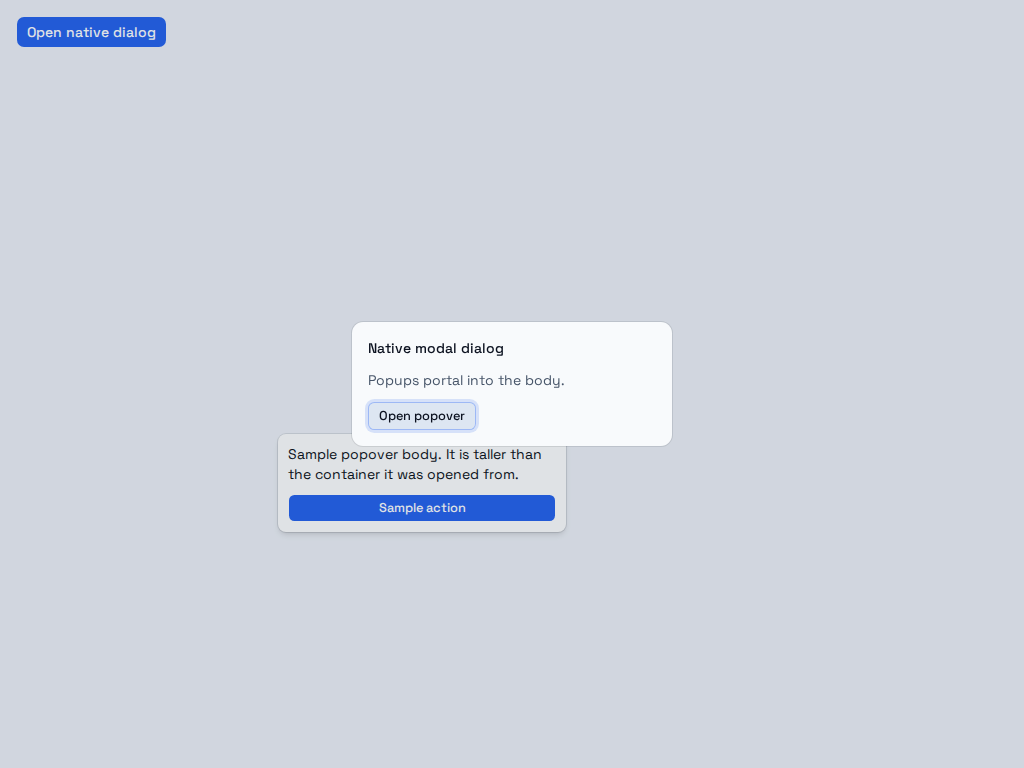 Open native dialog
Native modal dialog
Popups portal into the body.
Open popover
Sample popover body. It is taller than
the container it was opened from.
Sample action